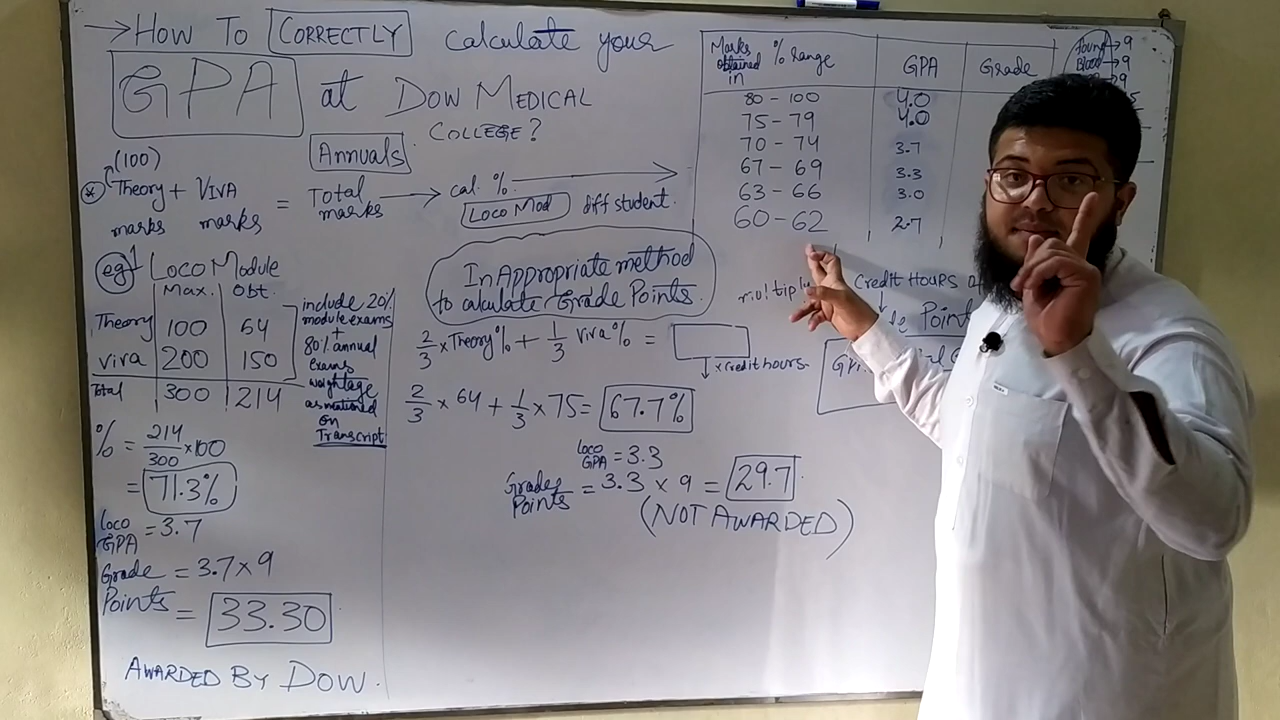 → HOW TO CORRECTLY calculate your
GPA at DOW MEDICAL
COLLEGE?
Annuals
(100)
* Theory + VIVA = Total → cal. % →
marks marks marks
Loco Mod diff student.
eg LOCO Module
Max. Obt.
Theory 100 64
viva 200 150
Total 300 214
include 20%
module exams
+
80% annual
exams
weightage
on
Transcript
% = 214/300 × 100
= 71.3%
LOCO GPA = 3.7
Grade = 3.7 × 9
Points = 33.30
AWARDED BY DOW.
In Appropriate method
to calculate Grade Points.
2/3 × Theory % + 1/3 viva % =
↓ × credit hours.
2/3 × 64 + 1/3 × 75 = 67.7%
LOCO GPA = 3.3
Grade Points = 3.3 × 9 = 29.7
(NOT AWARDED)
Marks obtained in % range GPA Grade
80 - 100 4.0
75 - 79 4.0
70 - 74 3.7
67 - 69 3.3
63 - 66 3.0
60 - 62 2.7
Credit Hours
Blood → 9